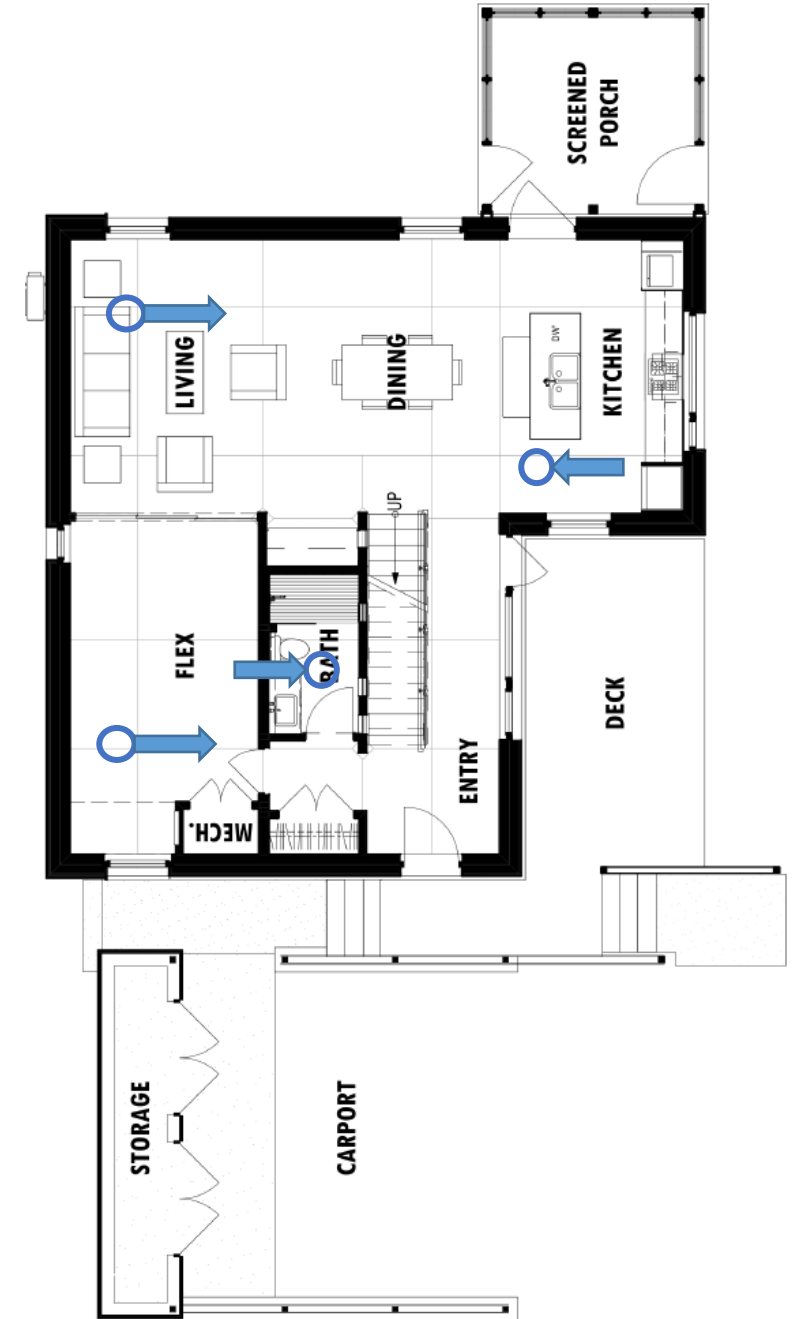 SCREENED
PORCH
LIVING
DINING
DW
KITCHEN
UP
FLEX
BATH
ENTRY
DECK
MECH.
STORAGE
CARPORT